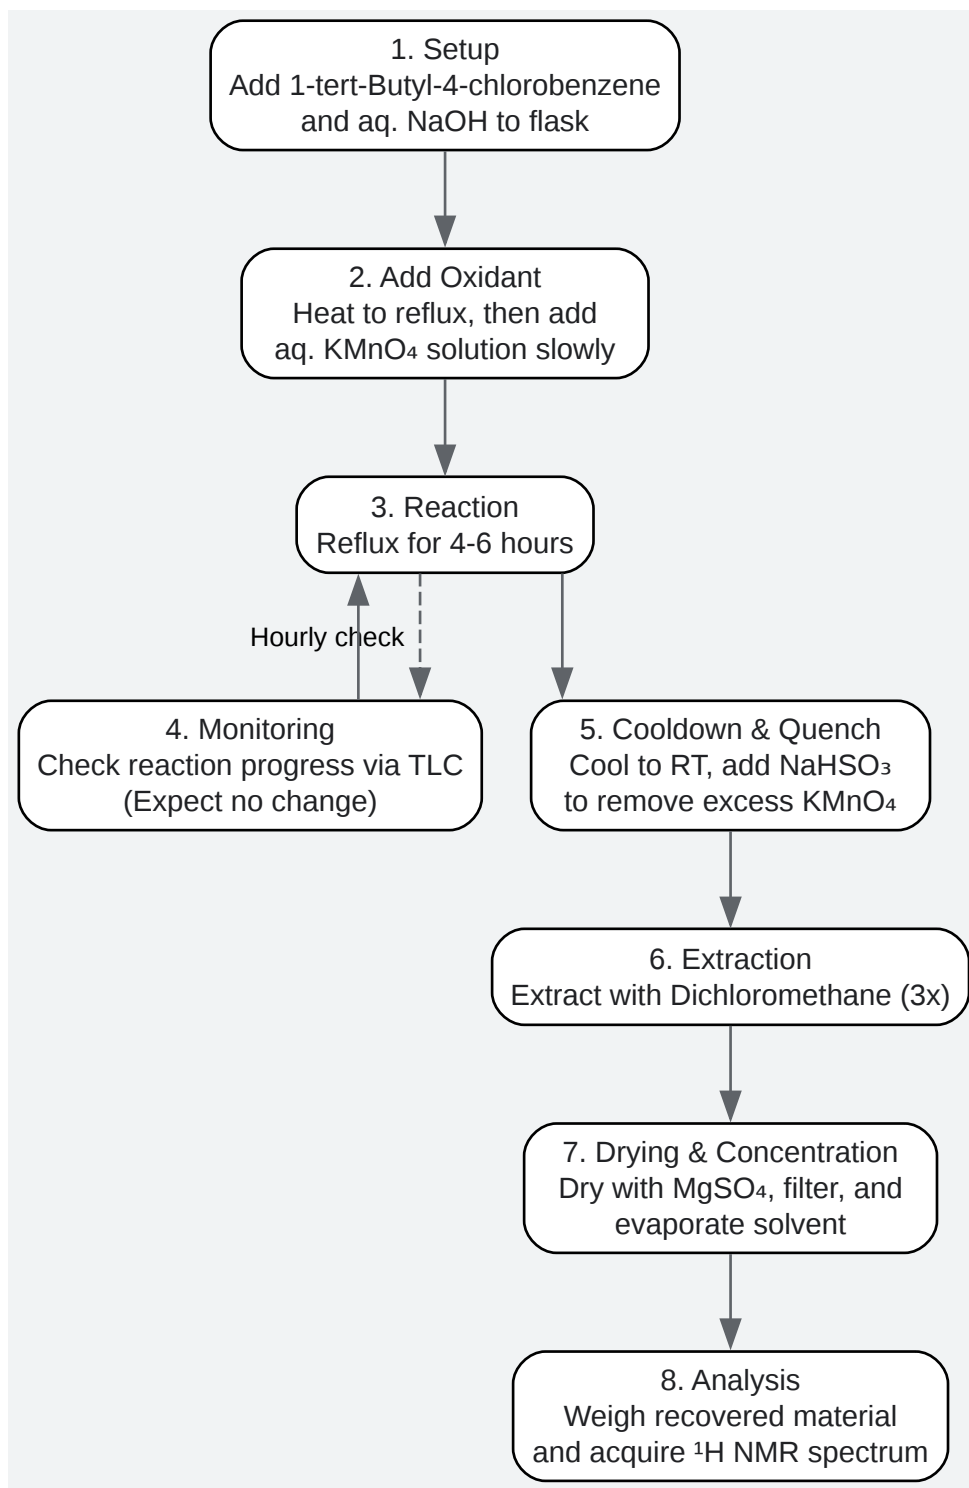 1. Setup
Add 1-tert-Butyl-4-chlorobenzene
and aq. NaOH to flask
2. Add Oxidant
Heat to reflux, then add
aq. KMnO₄ solution slowly
3. Reaction
Reflux for 4-6 hours
Hourly check
4. Monitoring
Check reaction progress via TLC
(Expect no change)
5. Cooldown & Quench
Cool to RT, add NaHSO₃
to remove excess KMnO₄
6. Extraction
Extract with Dichloromethane (3x)
7. Drying & Concentration
Dry with MgSO₄, filter, and
evaporate solvent
8. Analysis
Weigh recovered material
and acquire ¹H NMR spectrum